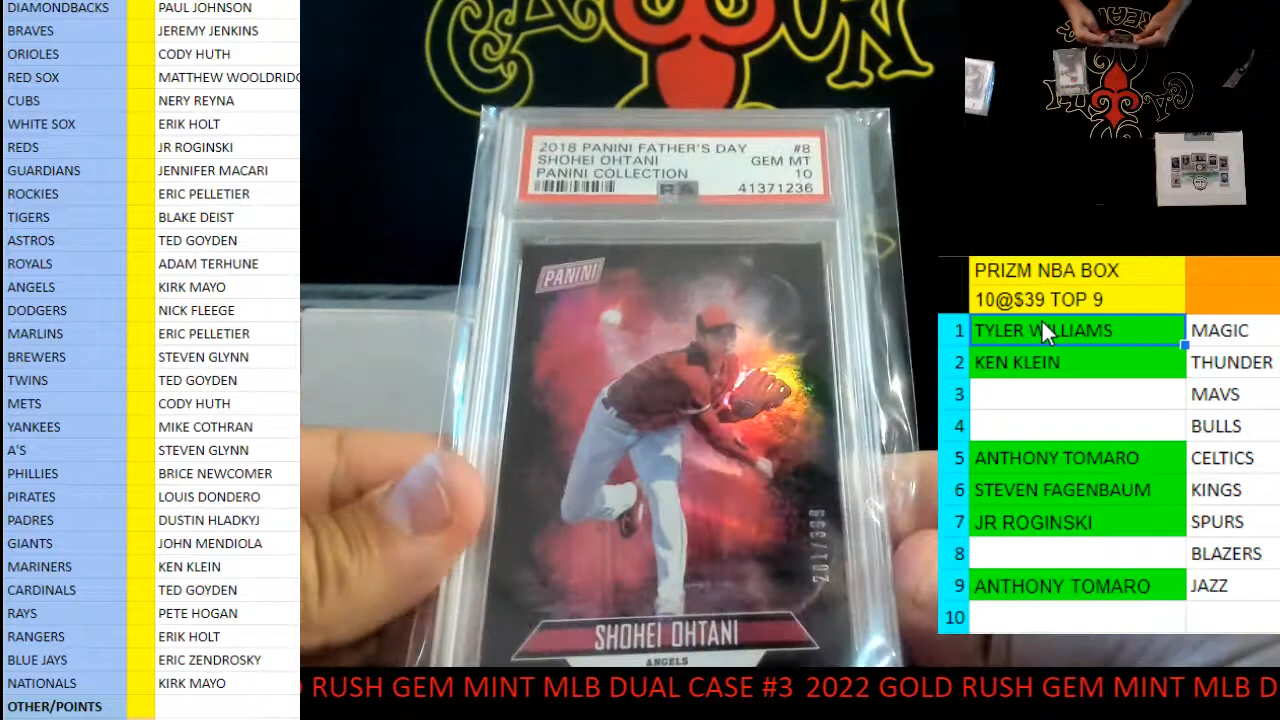 DIAMONDBACKS PAUL JOHNSON
BRAVES JEREMY JENKINS
ORIOLES CODY HUTH
RED SOX MATTHEW WOOLDRIDG
CUBS NERY REYNA
WHITE SOX ERIK HOLT
REDS JR ROGINSKI
GUARDIANS JENNIFER MACARI
ROCKIES ERIC PELLETIER
TIGERS BLAKE DEIST
ASTROS TED GOYDEN
ROYALS ADAM TERHUNE
ANGELS KIRK MAYO
DODGERS NICK FLEEGE
MARLINS ERIC PELLETIER
BREWERS STEVEN GLYNN
TWINS TED GOYDEN
METS CODY HUTH
YANKEES MIKE COTHRAN
A'S STEVEN GLYNN
PHILLIES BRICE NEWCOMER
PIRATES LOUIS DONDERO
PADRES DUSTIN HLADKYJ
GIANTS JOHN MENDIOLA
MARINERS KEN KLEIN
CARDINALS TED GOYDEN
RAYS PETE HOGAN
RANGERS ERIK HOLT
BLUE JAYS ERIC ZENDROSKY
NATIONALS KIRK MAYO
OTHER/POINTS
2018 PANINI FATHER'S DAY #8
SHOHEI OHTANI GEM MT
PANINI COLLECTION 10
41371236
PANINI
201/399
SHOHEI OHTANI
ANGELS
PRIZM NBA BOX
10@$39 TOP 9
1 TYLER WILLIAMS MAGIC
2 KEN KLEIN THUNDER
3 MAVS
4 BULLS
5 ANTHONY TOMARO CELTICS
6 STEVEN FAGENBAUM KINGS
7 JR ROGINSKI SPURS
8 BLAZERS
9 ANTHONY TOMARO JAZZ
10
RUSH GEM MINT MLB DUAL CASE #3 2022 GOLD RUSH GEM MINT MLB D